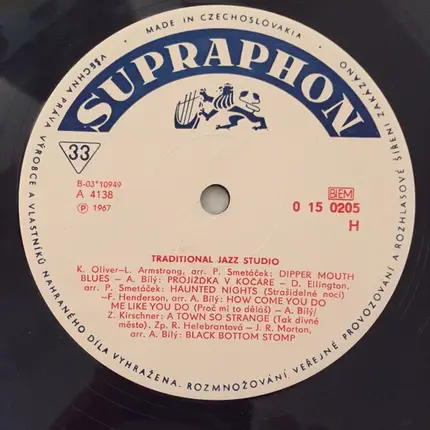 MADE IN CZECHOSLOVAKIA
SUPRAPHON
VŠECHNA PRÁVA VÝROBCE A VLASTNÍKŮ NAHRANÉHO DÍLA VYHRAŽENA. ROZMNOŽOVÁNÍ, VEŘEJNÉ PROVOZOVÁNÍ A ROZHLASOVÉ ŠÍŘENÍ ZAKÁZÁNO
33
B-03*10949
A 4138
Ⓟ 1967
BIEM
0 15 0205
H
TRADITIONAL JAZZ STUDIO
K. Oliver-L. Armstrong, arr. P. Smetáček: DIPPER MOUTH
BLUES – A. Bílý: PROJÍŽĎKA V KOČÁŘE – D. Ellington,
arr. P. Smetáček: HAUNTED NIGHTS (Strašidelné noci)
–F. Henderson, arr. A. Bílý: HOW COME YOU DO
ME LIKE YOU DO (Proč mi to děláš) – A. Bílý/
Z. Kirschner: A TOWN SO STRANGE (Tak divné
město). Zp. R. Helebrantová – J. R. Morton,
arr. A. Bílý: BLACK BOTTOM STOMP